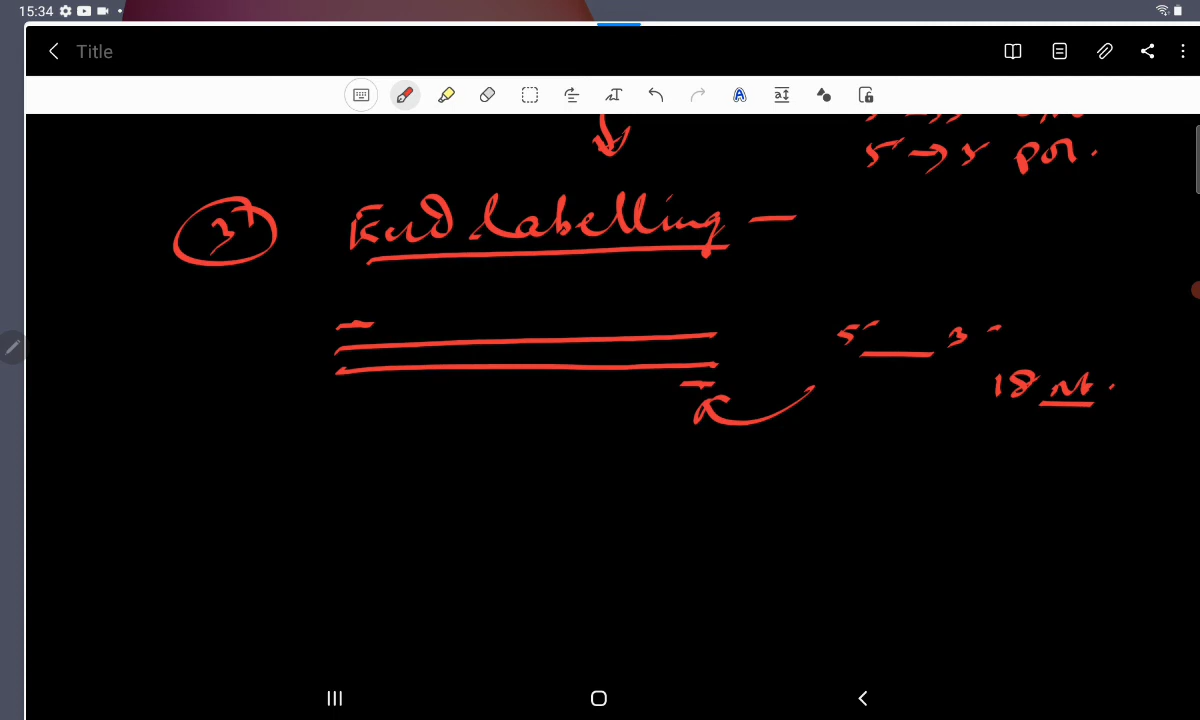 15:34
Title
5' → 3' pol.
3
End labelling —
5' 3'
18 nt.